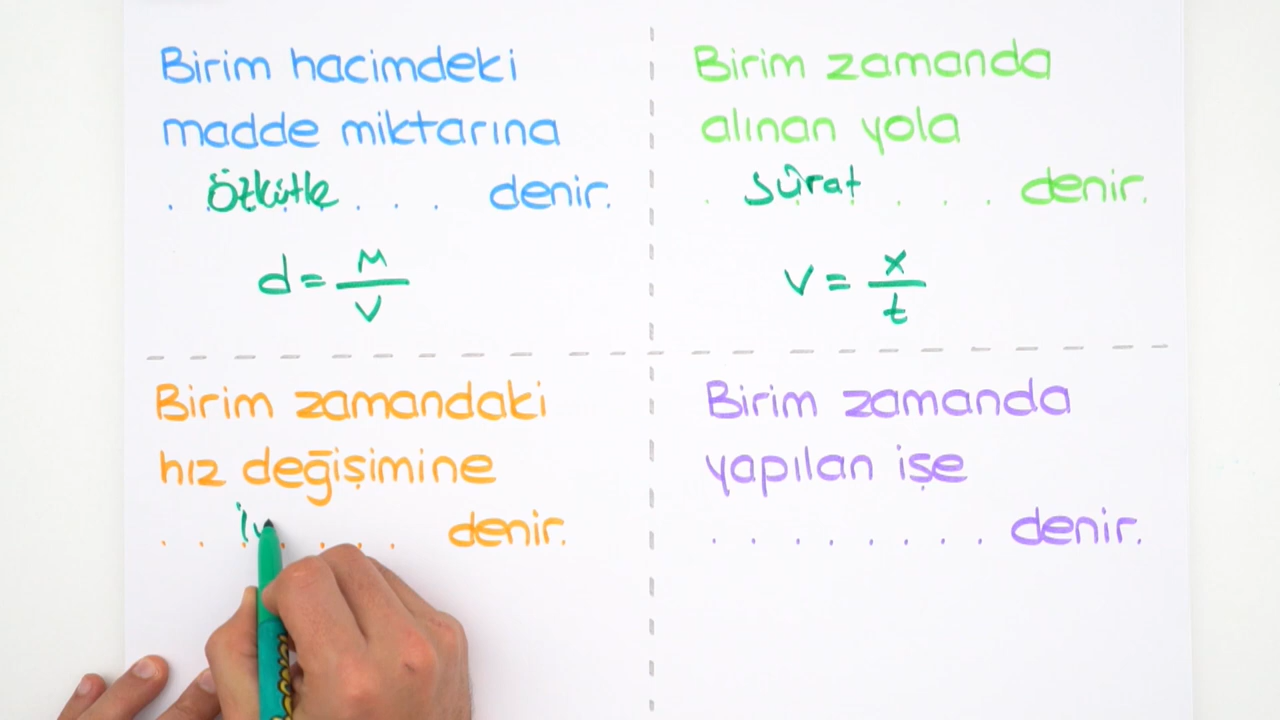 Birim hacimdeki
madde miktarına
. özkütle . . . denir.
d = m / v
Birim zamanda
alınan yola
. sürat . . . denir.
v = x / t
Birim zamandaki
hız değişimine
. . . . . . denir.
Birim zamanda
yapılan işe
. . . . . . . . denir.